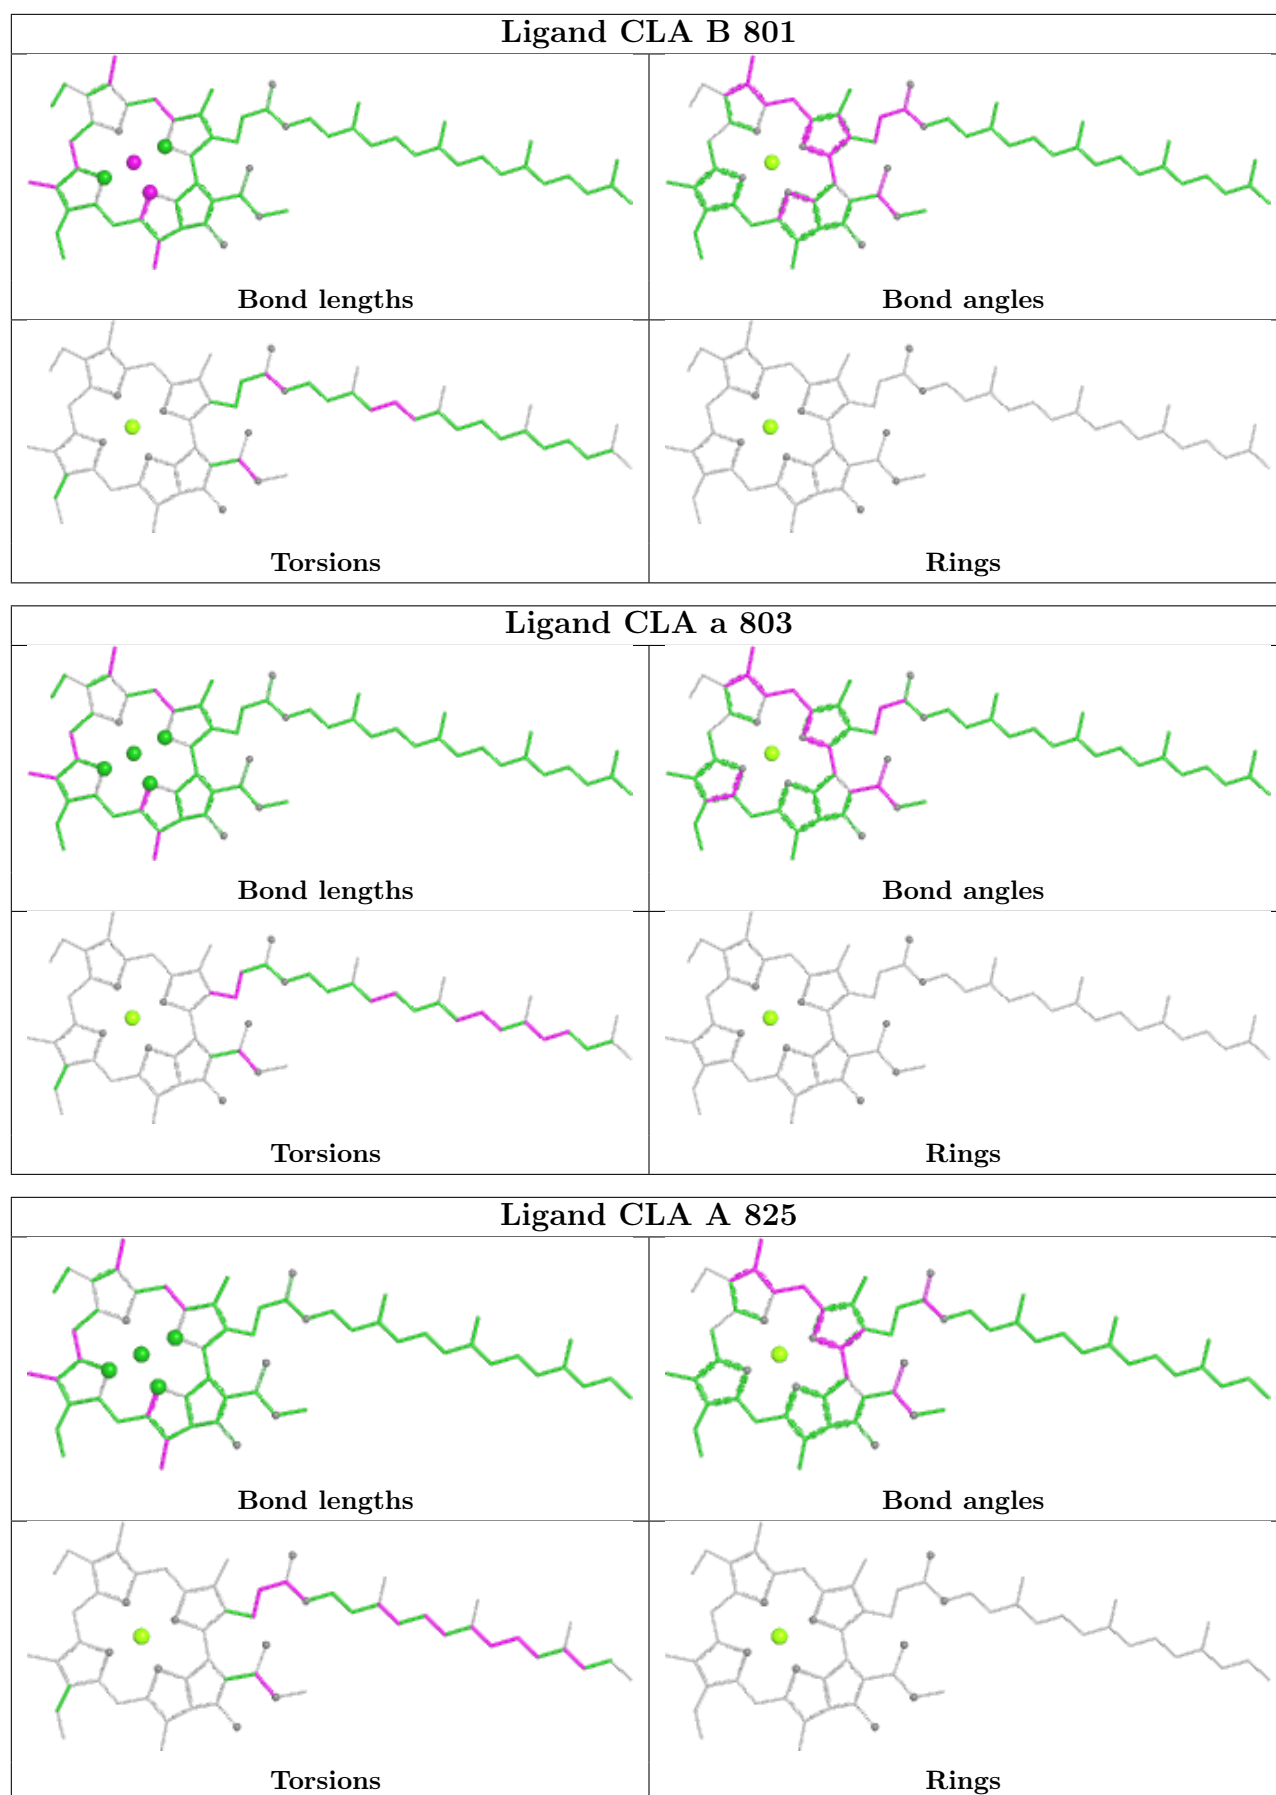 Ligand CLA B 801
Bond lengths
Bond angles
Torsions
Rings
Ligand CLA a 803
Bond lengths
Bond angles
Torsions
Rings
Ligand CLA A 825
Bond lengths
Bond angles
Torsions
Rings